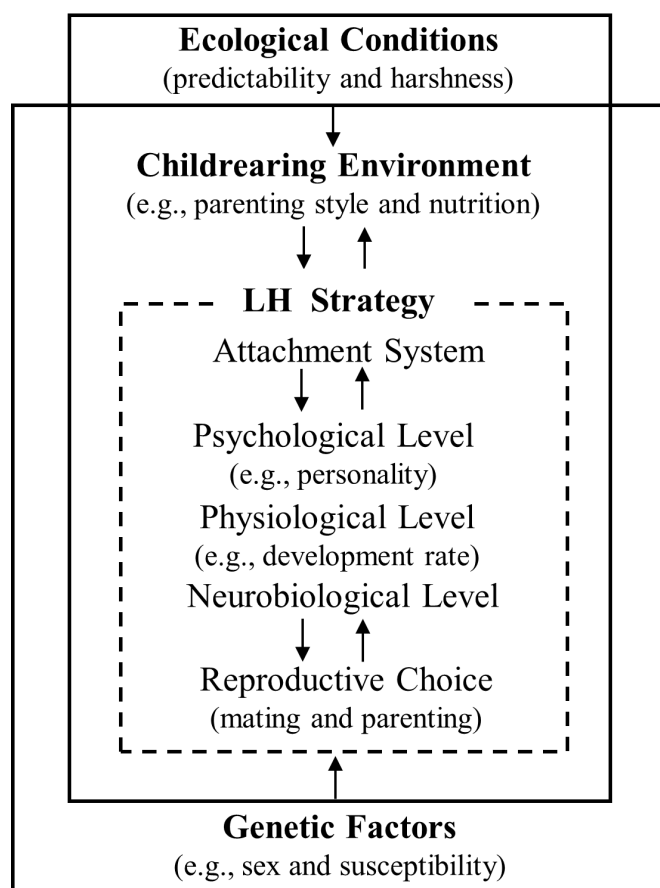 Ecological Conditions
(predictability and harshness)
Childrearing Environment
(e.g., parenting style and nutrition)
LH Strategy
Attachment System
Psychological Level
(e.g., personality)
Physiological Level
(e.g., development rate)
Neurobiological Level
Reproductive Choice
(mating and parenting)
Genetic Factors
(e.g., sex and susceptibility)